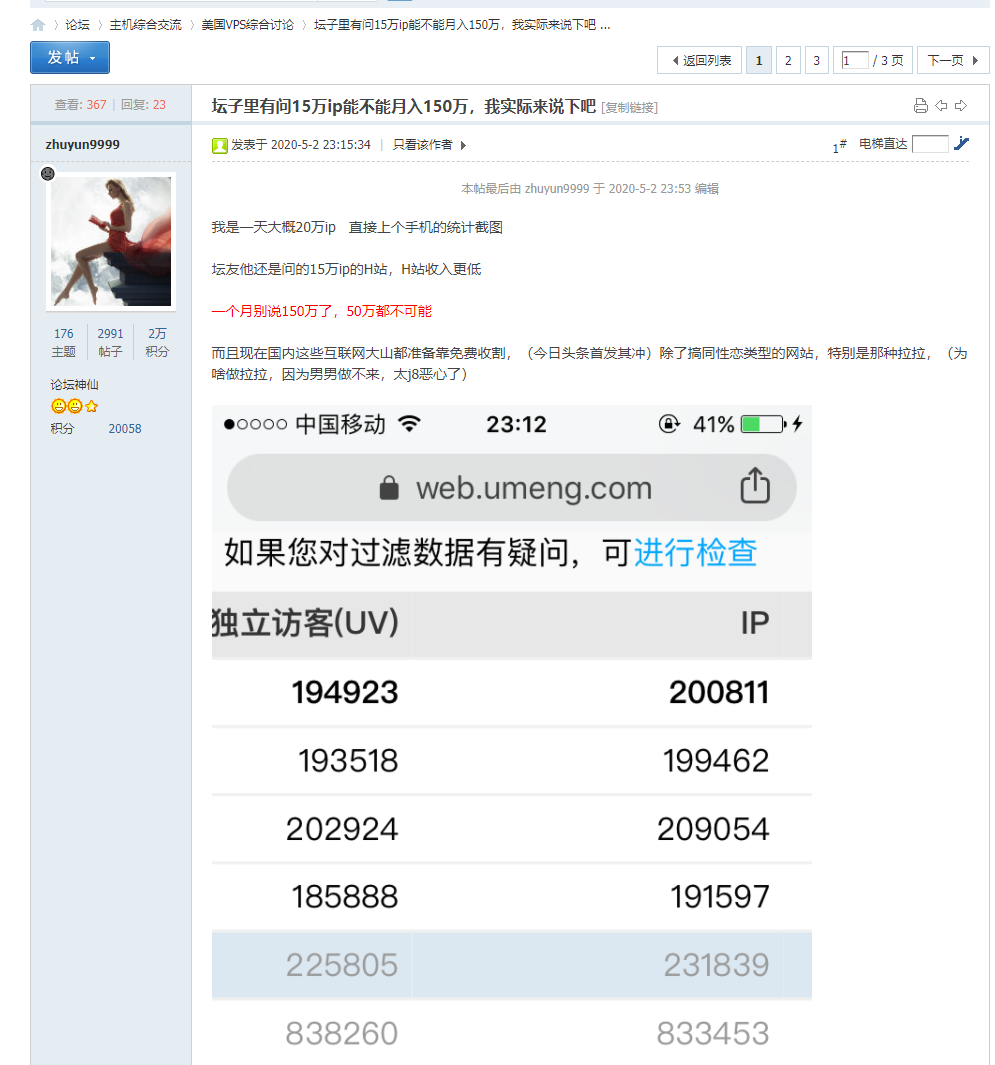 论坛 〉 主机综合交流 〉 美国VPS综合讨论 〉 坛子里有问15万ip能不能月入150万，我实际来说下吧 ...
发帖
返回列表 1 2 3 1 / 3 页 下一页
查看: 367 | 回复: 23
坛子里有问15万ip能不能月入150万，我实际来说下吧 [复制链接]
zhuyun9999
发表于 2020-5-2 23:15:34 | 只看该作者
1# 电梯直达
本帖最后由 zhuyun9999 于 2020-5-2 23:53 编辑
我是一天大概20万ip 直接上个手机的统计截图
坛友他还是问的15万ip的H站，H站收入更低
一个月别说150万了，50万都不可能
而且现在国内这些互联网大山都准备靠免费收割，（今日头条首发其冲）除了搞同性恋类型的网站，特别是那种拉拉，（为
啥做拉拉，因为男男做不来，太j8恶心了）
176 2991 2万
主题 帖子 积分
论坛神仙
积分 20058
中国移动 23:12 41%
web.umeng.com
如果您对过滤数据有疑问，可进行检查
独立访客(UV) IP
194923 200811
193518 199462
202924 209054
185888 191597
225805 231839
838260 833453